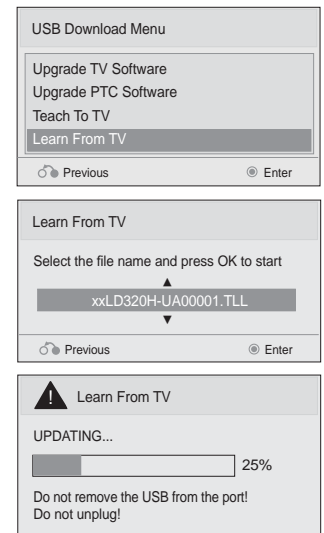 USB Download Menu
Upgrade TV Software
Upgrade PTC Software
Teach To TV
Learn From TV
Previous
Enter
Learn From TV
Select the file name and press OK to start
xxLD320H-UA00001.TLL
Previous
Enter
! Learn From TV
UPDATING...
25%
Do not remove the USB from the port!
Do not unplug!